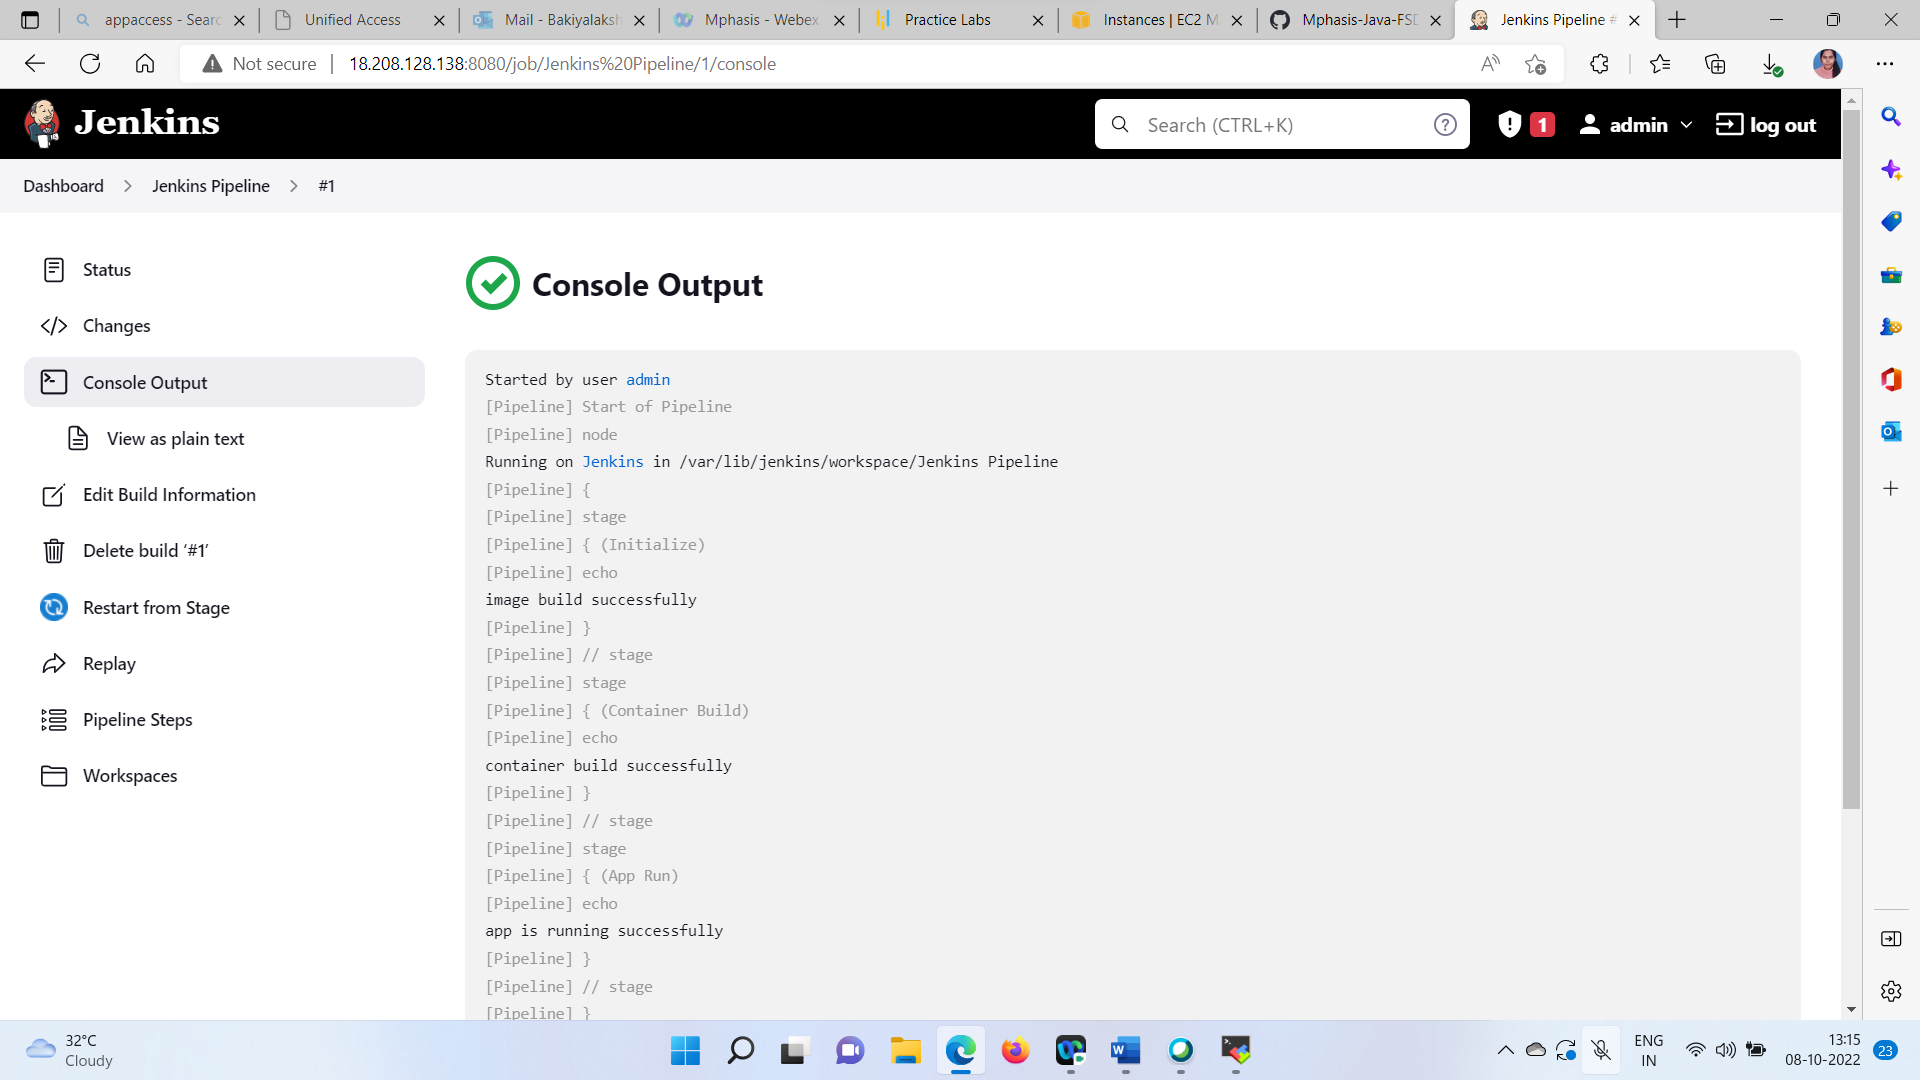 appaccess - Searc
Unified Access
Mail - Bakiyalaksh
Mphasis - Webex
Practice Labs
Instances | EC2 M
Mphasis-Java-FSD
Jenkins Pipeline #
Not secure
18.208.128.138:8080/job/Jenkins%20Pipeline/1/console
Jenkins
Search (CTRL+K)
1
admin
log out
Dashboard
Jenkins Pipeline
#1
Status
Changes
Console Output
View as plain text
Edit Build Information
Delete build ‘#1’
Restart from Stage
Replay
Pipeline Steps
Workspaces
Console Output
Started by user admin
[Pipeline] Start of Pipeline
[Pipeline] node
Running on Jenkins in /var/lib/jenkins/workspace/Jenkins Pipeline
[Pipeline] {
[Pipeline] stage
[Pipeline] { (Initialize)
[Pipeline] echo
image build successfully
[Pipeline] }
[Pipeline] // stage
[Pipeline] stage
[Pipeline] { (Container Build)
[Pipeline] echo
container build successfully
[Pipeline] }
[Pipeline] // stage
[Pipeline] stage
[Pipeline] { (App Run)
[Pipeline] echo
app is running successfully
[Pipeline] }
[Pipeline] // stage
[Pipeline] }
32°C
Cloudy
ENG
IN
13:15
08-10-2022
23